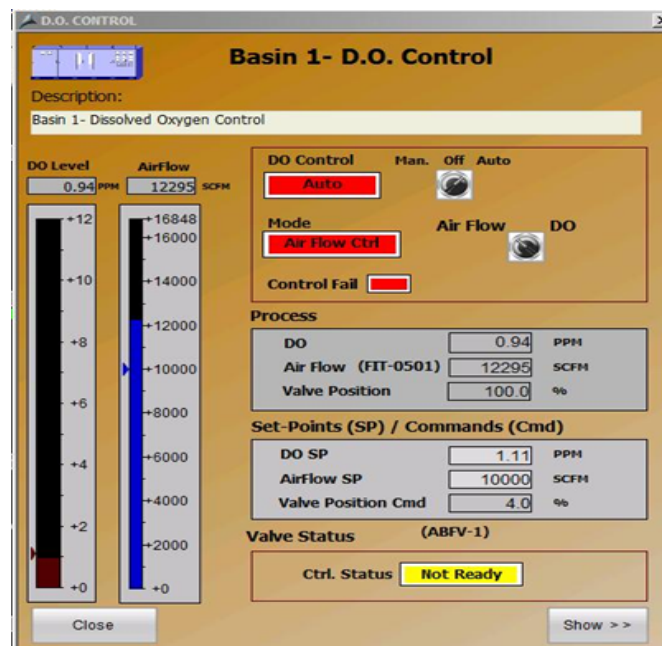 D.O. CONTROL
Basin 1- D.O. Control
Description:
Basin 1- Dissolved Oxygen Control
DO Level
0.94 PPM
AirFlow
12295 SCFM
+12
+10
+8
+6
+4
+2
+0
+16848
+16000
+14000
+12000
+10000
+8000
+6000
+4000
+2000
+0
DO Control Man. Off Auto
Auto
Mode Air Flow DO
Air Flow Ctrl
Control Fail
Process
DO 0.94 PPM
Air Flow (FIT-0501) 12295 SCFM
Valve Position 100.0 %
Set-Points (SP) / Commands (Cmd)
DO SP 1.11 PPM
AirFlow SP 10000 SCFM
Valve Position Cmd 4.0 %
Valve Status (ABFV-1)
Ctrl. Status Not Ready
Close
Show >>